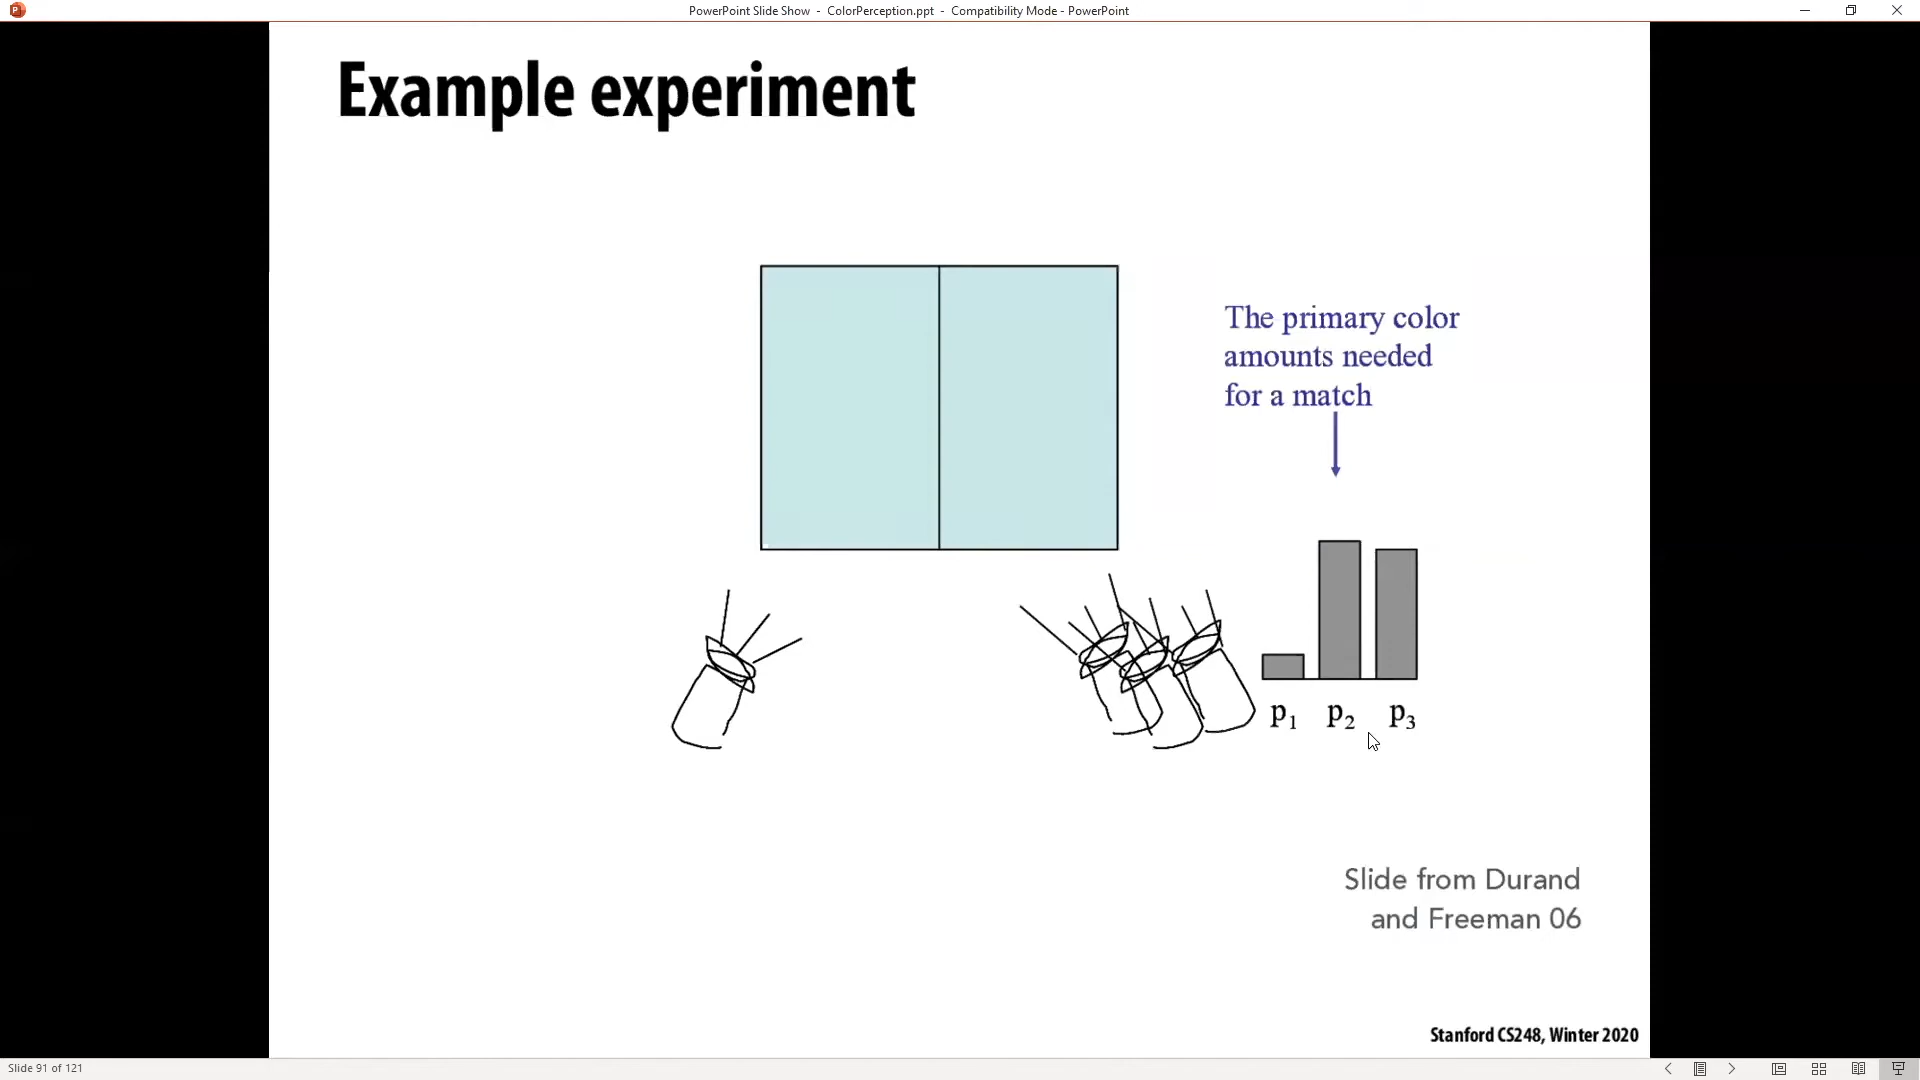 PowerPoint Slide Show - ColorPerception.ppt - Compatibility Mode - PowerPoint
Example experiment
The primary color
amounts needed
for a match
p1 p2 p3
Slide from Durand
and Freeman 06
Stanford CS248, Winter 2020
Slide 91 of 121